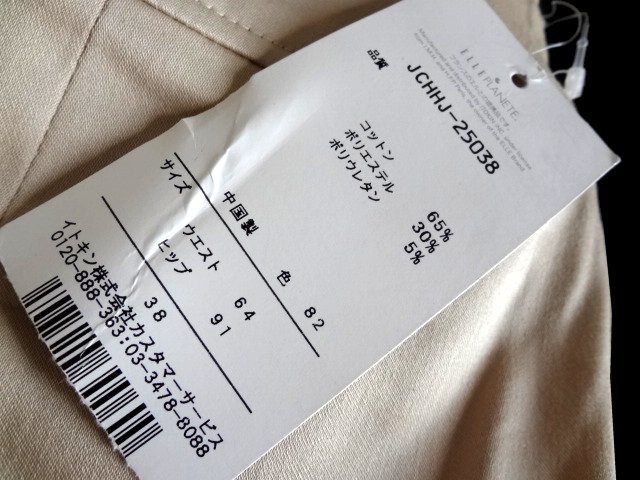 ELLE PLANETE
品質
JCHHJ-25038
コットン 65%
ポリエステル 30%
ポリウレタン 5%
中国製
色 82
サイズ
ウエスト 64
ヒップ 91
38
イトキン株式会社カスタマーサービス
0120-888-363:03-3478-8088